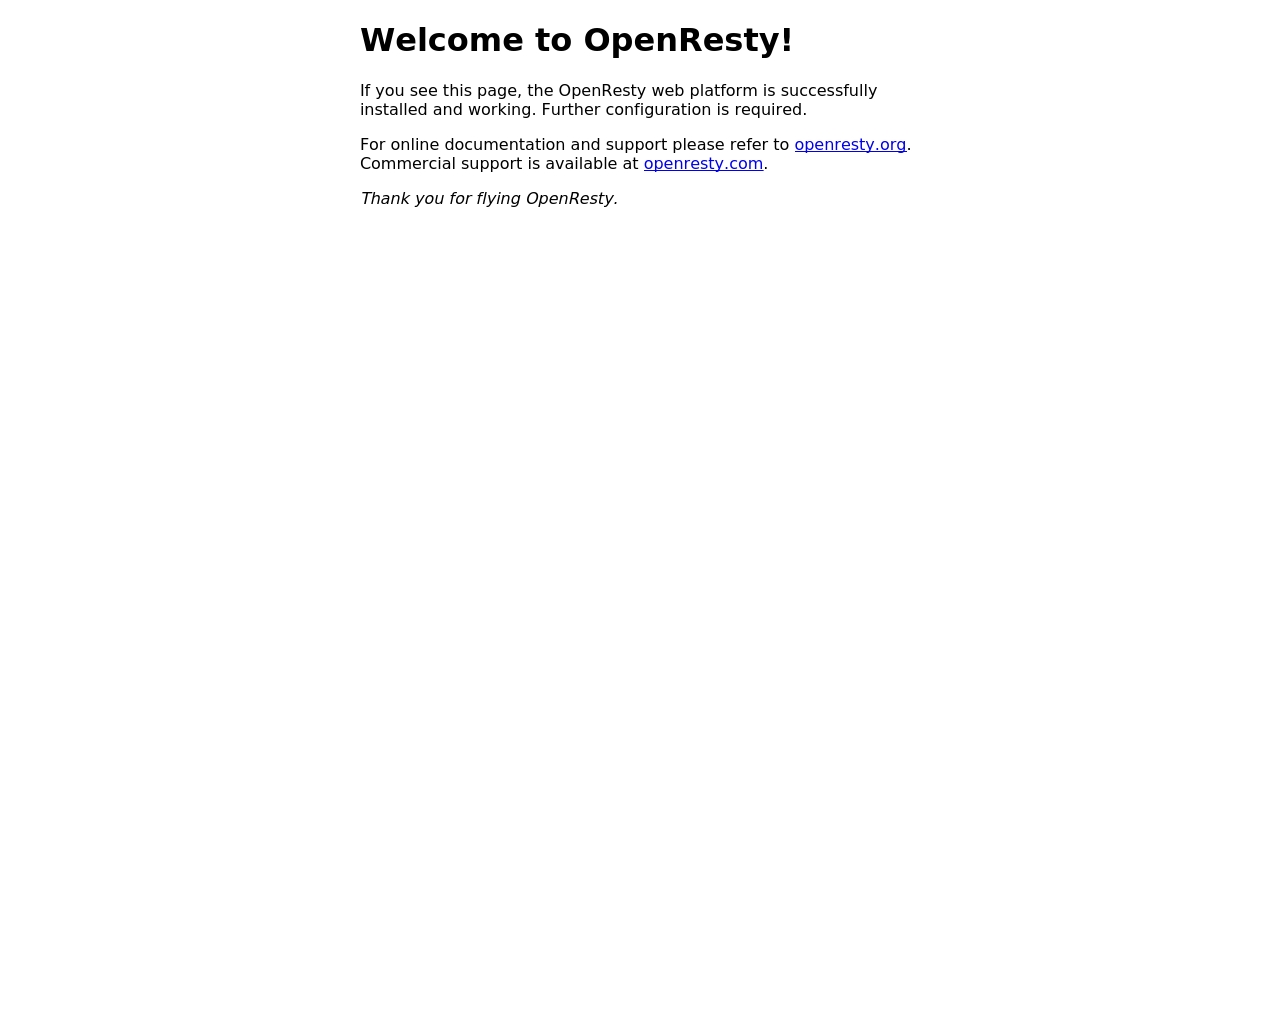 Welcome to OpenResty!
If you see this page, the OpenResty web platform is successfully
installed and working. Further configuration is required.
For online documentation and support please refer to openresty.org.
Commercial support is available at openresty.com.
Thank you for flying OpenResty.